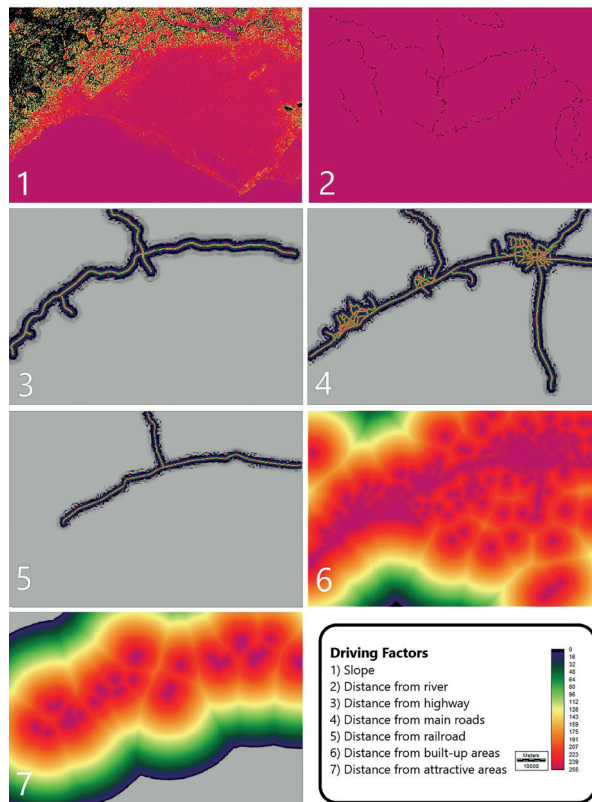 1
2
3
4
5
6
7
Driving Factors
1) Slope
2) Distance from river
3) Distance from highway
4) Distance from main roads
5) Distance from railroad
6) Distance from built-up areas
7) Distance from attractive areas
0
16
32
48
64
80
96
112
128
143
159
175
191
207
223
239
255
Meters
10000